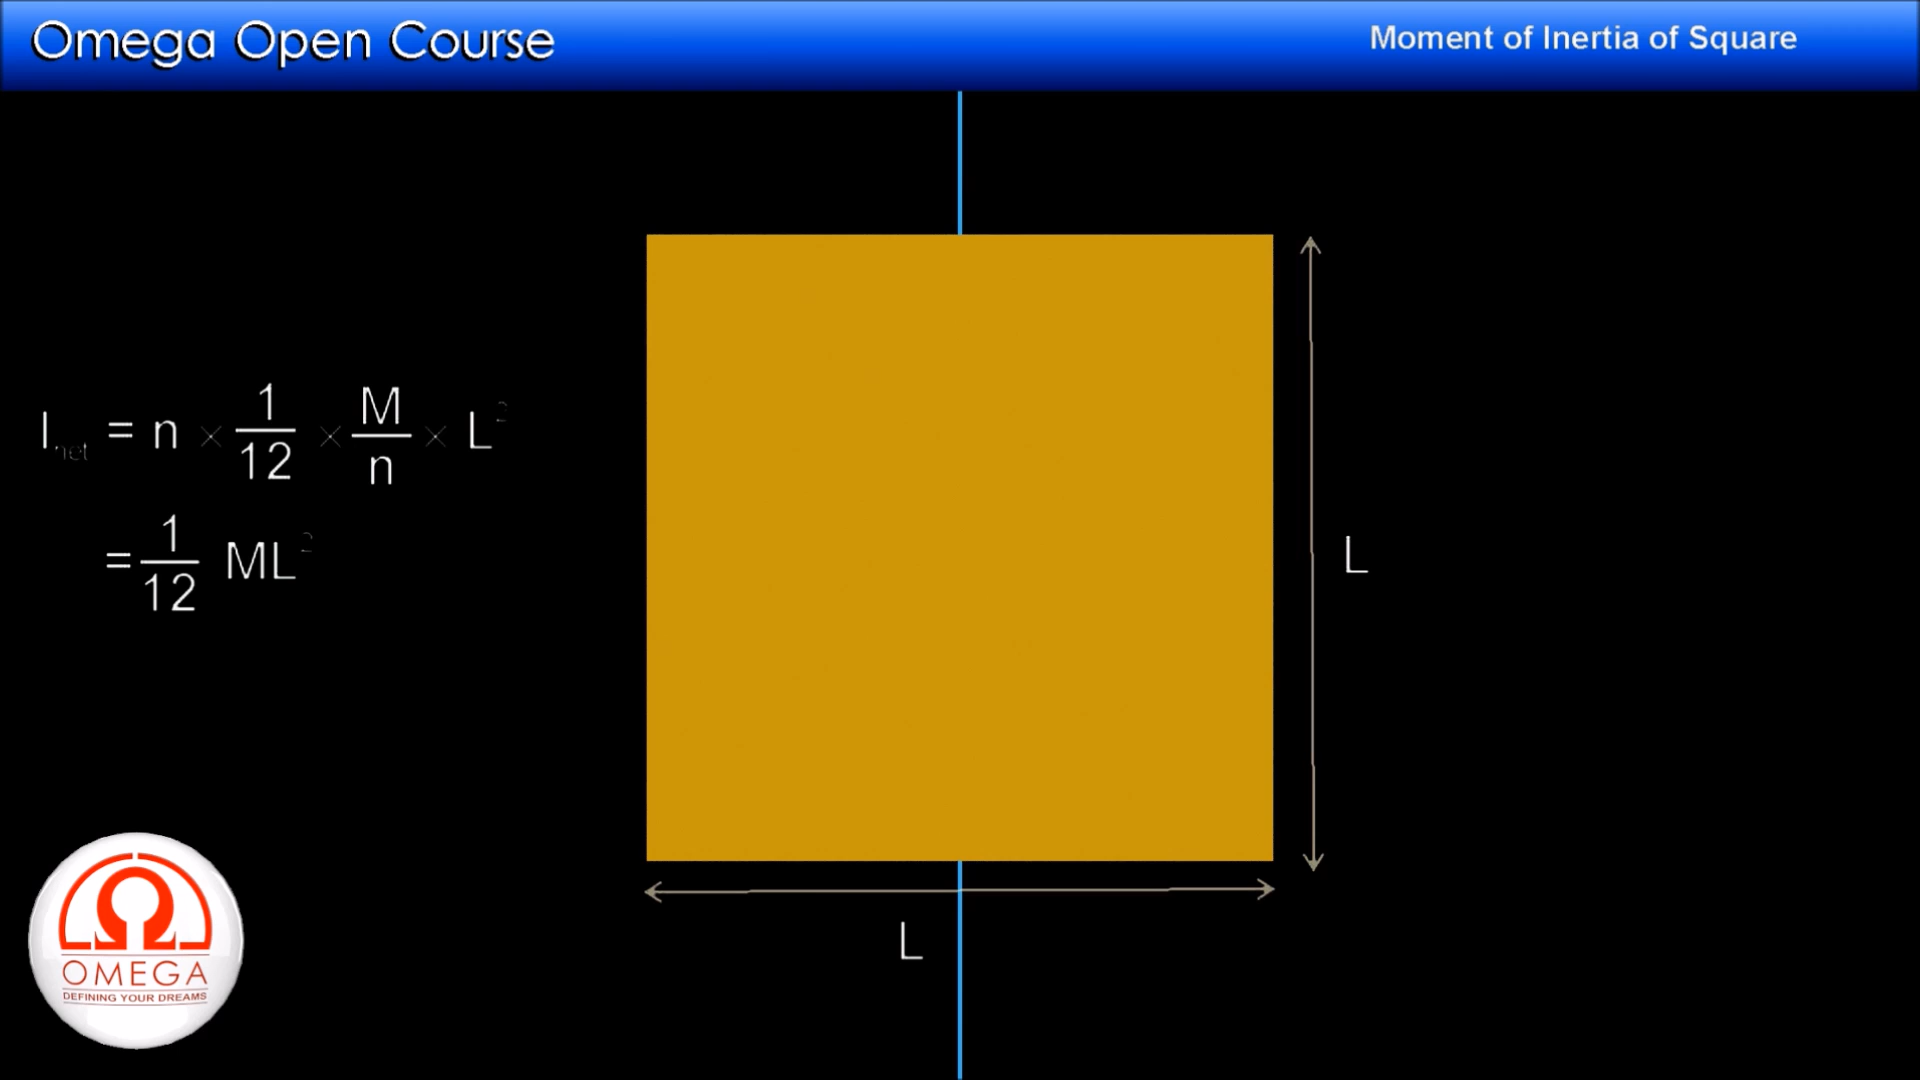 Omega Open Course
Moment of Inertia of Square
I_net = n × 1/12 × M/n × L²
= 1/12 ML²
L
L
OMEGA
DEFINING YOUR DREAMS